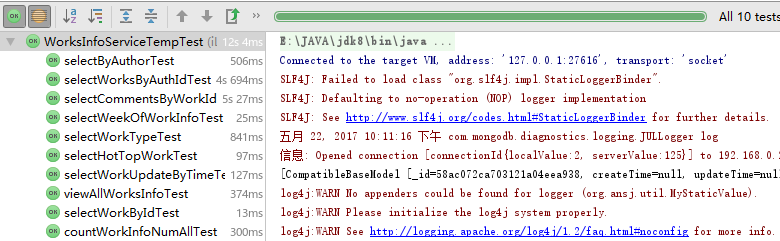 All 10 tests
WorksInfoServiceTempTest (il 12s 4ms
selectByAuthorTest 506ms
selectWorksByAuthIdTest 4s 694ms
selectCommentsByWorkId 5s 27ms
selectWeekOfWorkInfoTest 25ms
selectWorkTypeTest 841ms
selectHotTopWorkTest 97ms
selectWorkUpdateByTimeTe 127ms
viewAllWorksInfoTest 374ms
selectWorkByIdTest 13ms
countWorkInfoNumAllTest 300ms
E:\JAVA\jdk8\bin\java ...
Connected to the target VM, address: '127.0.0.1:27616', transport: 'socket'
SLF4J: Failed to load class "org.slf4j.impl.StaticLoggerBinder".
SLF4J: Defaulting to no-operation (NOP) logger implementation
SLF4J: See http://www.slf4j.org/codes.html#StaticLoggerBinder for further details.
五月 22, 2017 10:11:16 下午 com.mongodb.diagnostics.logging.JULLogger log
信息: Opened connection [connectionId{localValue:2, serverValue:125}] to 192.168.0.2
[CompatibleBaseModel [_id=58ac072ca703121a04eea938, createTime=null, updateTime=null
log4j:WARN No appenders could be found for logger (org.ansj.util.MyStaticValue).
log4j:WARN Please initialize the log4j system properly.
log4j:WARN See http://logging.apache.org/log4j/1.2/faq.html#noconfig for more info.